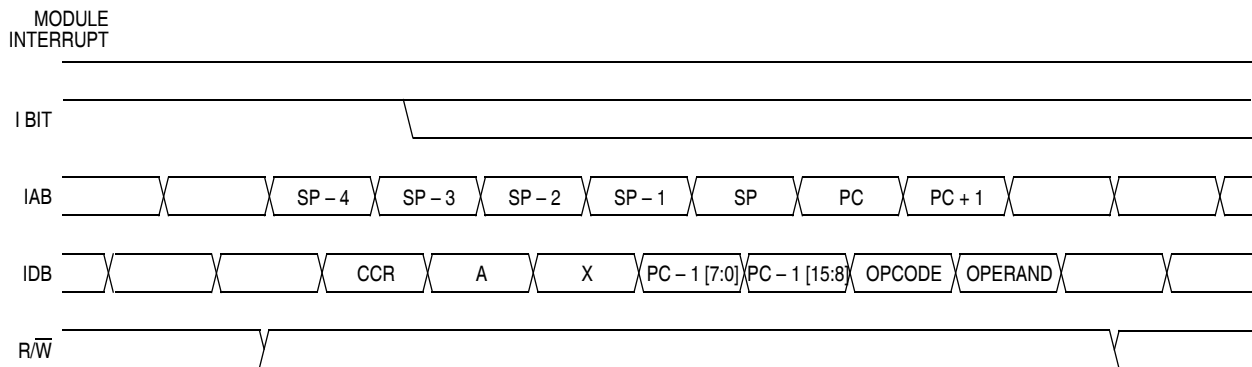 MODULE
INTERRUPT
I BIT
IAB SP – 4 SP – 3 SP – 2 SP – 1 SP PC PC + 1
IDB CCR A X PC – 1 [7:0] PC – 1 [15:8] OPCODE OPERAND
R/W̅